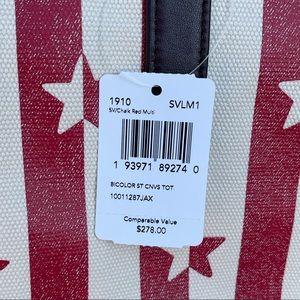 1910 SVLM1
SV/Chalk Red Multi
1 93971 89274 0
BICOLOR ST CNVS TOT
10011287JAX
Comparable Value
$278.00